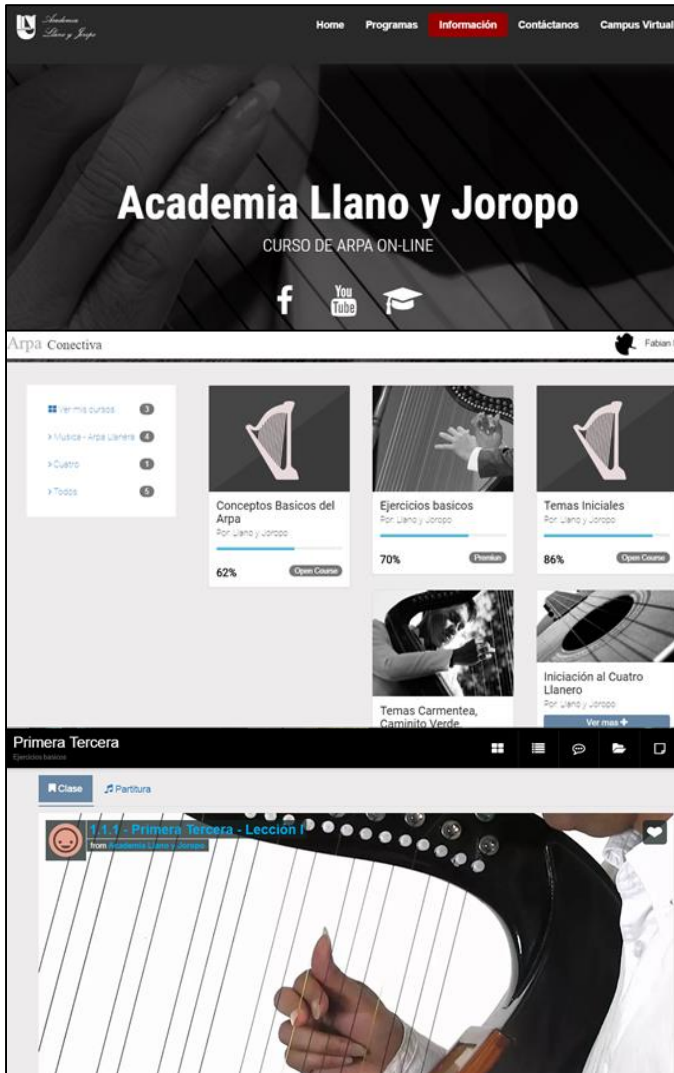 Academia
Llano y Joropo
Home Programas Información Contáctanos Campus Virtual
Academia Llano y Joropo
CURSO DE ARPA ON-LINE
f You Tube
Arpa Conectiva
Fabian
Ver mis cursos 3
Musica - Arpa Llanera 4
Cuatro 1
Todos 5
Conceptos Basicos del
Arpa
Por: Llano y Joropo
62% Open Course
Ejercicios basicos
Por: Llano y Joropo
70% Premiun
Temas Iniciales
Por: Llano y Joropo
86% Open Course
Temas Carmentea,
Caminito Verde,
Iniciación al Cuatro
Llanero
Por: Llano y Joropo
Ver mas +
Primera Tercera
Ejercicios basicos
Clase Partitura
1.1.1 - Primera Tercera - Lección I
from Academia Llano y Joropo